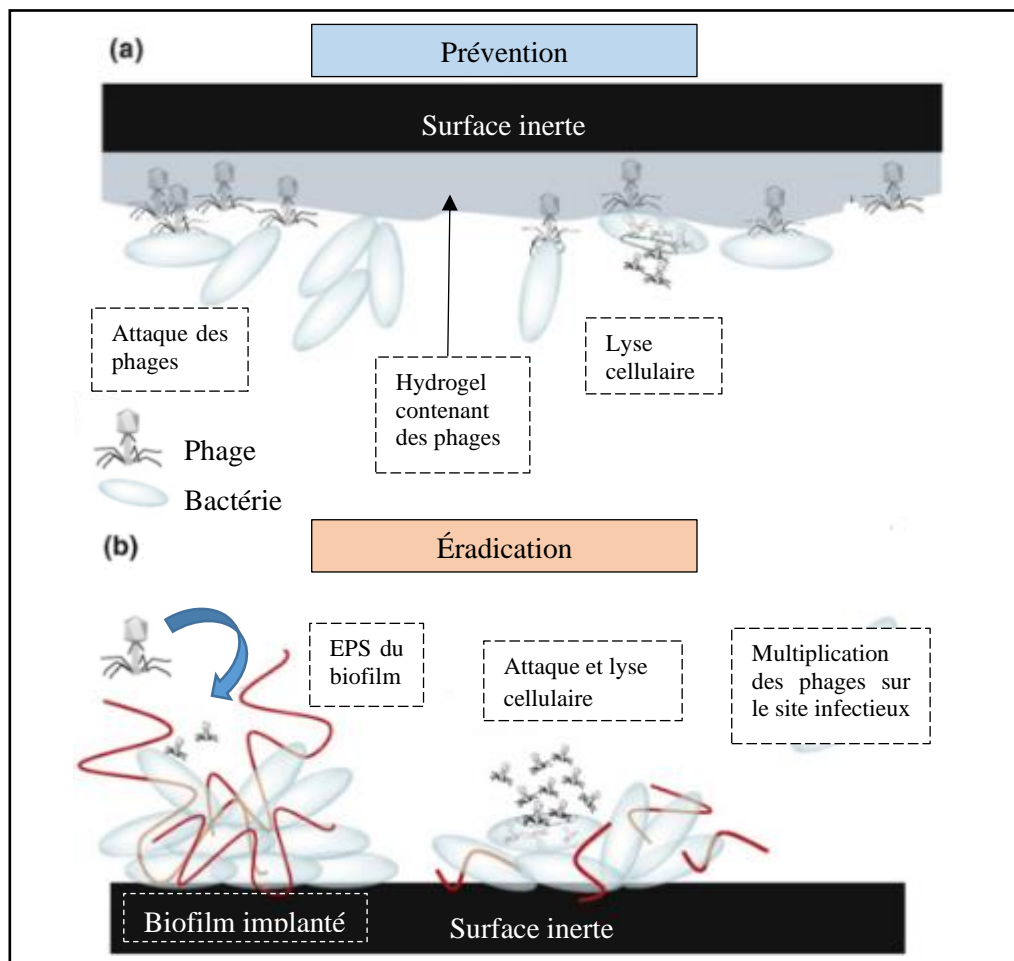 (a)
Prévention
Surface inerte
Attaque des
phages
Hydrogel
contenant
des phages
Lyse
cellulaire
Phage
Bactérie
(b)
Éradication
EPS du
biofilm
Attaque et lyse
cellulaire
Multiplication
des phages sur
le site infectieux
Biofilm implanté
Surface inerte